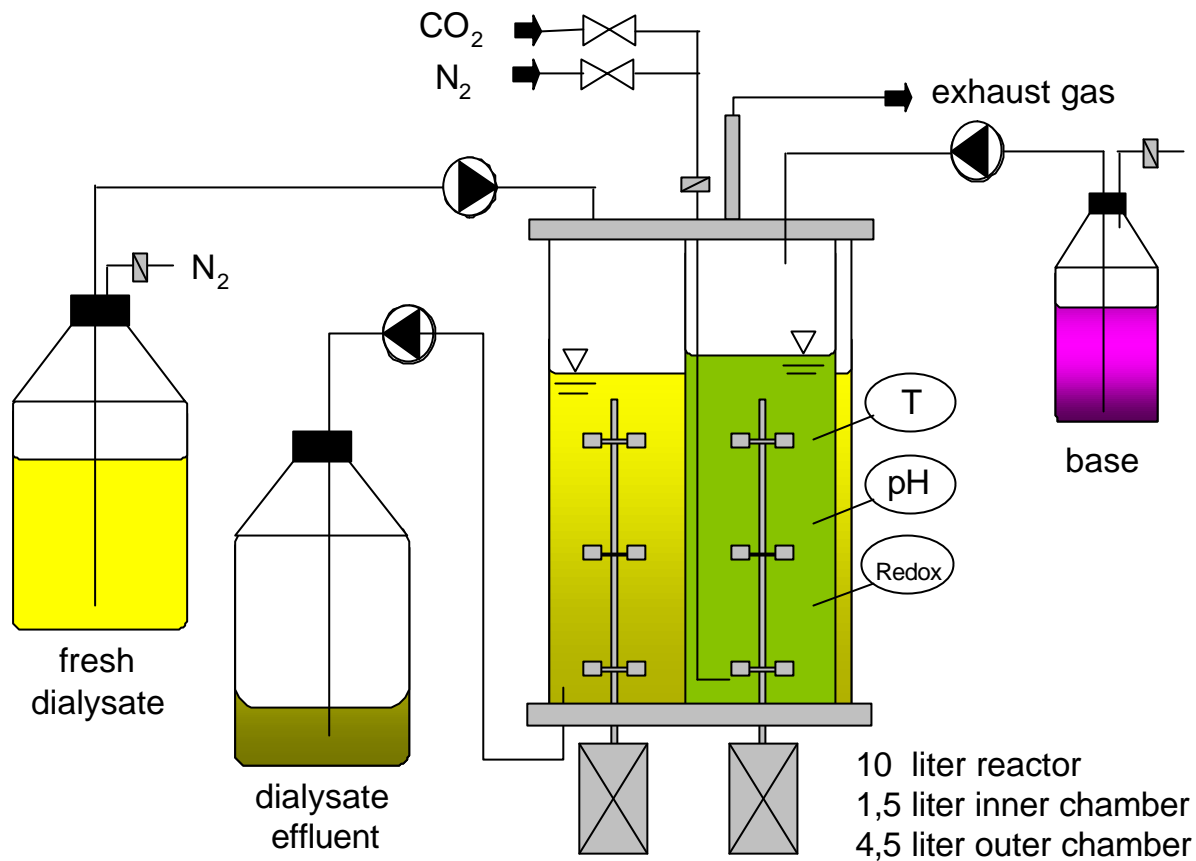 CO₂
N₂
exhaust gas
N₂
T
pH
Redox
base
fresh
dialysate
dialysate
effluent
10 liter reactor
1,5 liter inner chamber
4,5 liter outer chamber